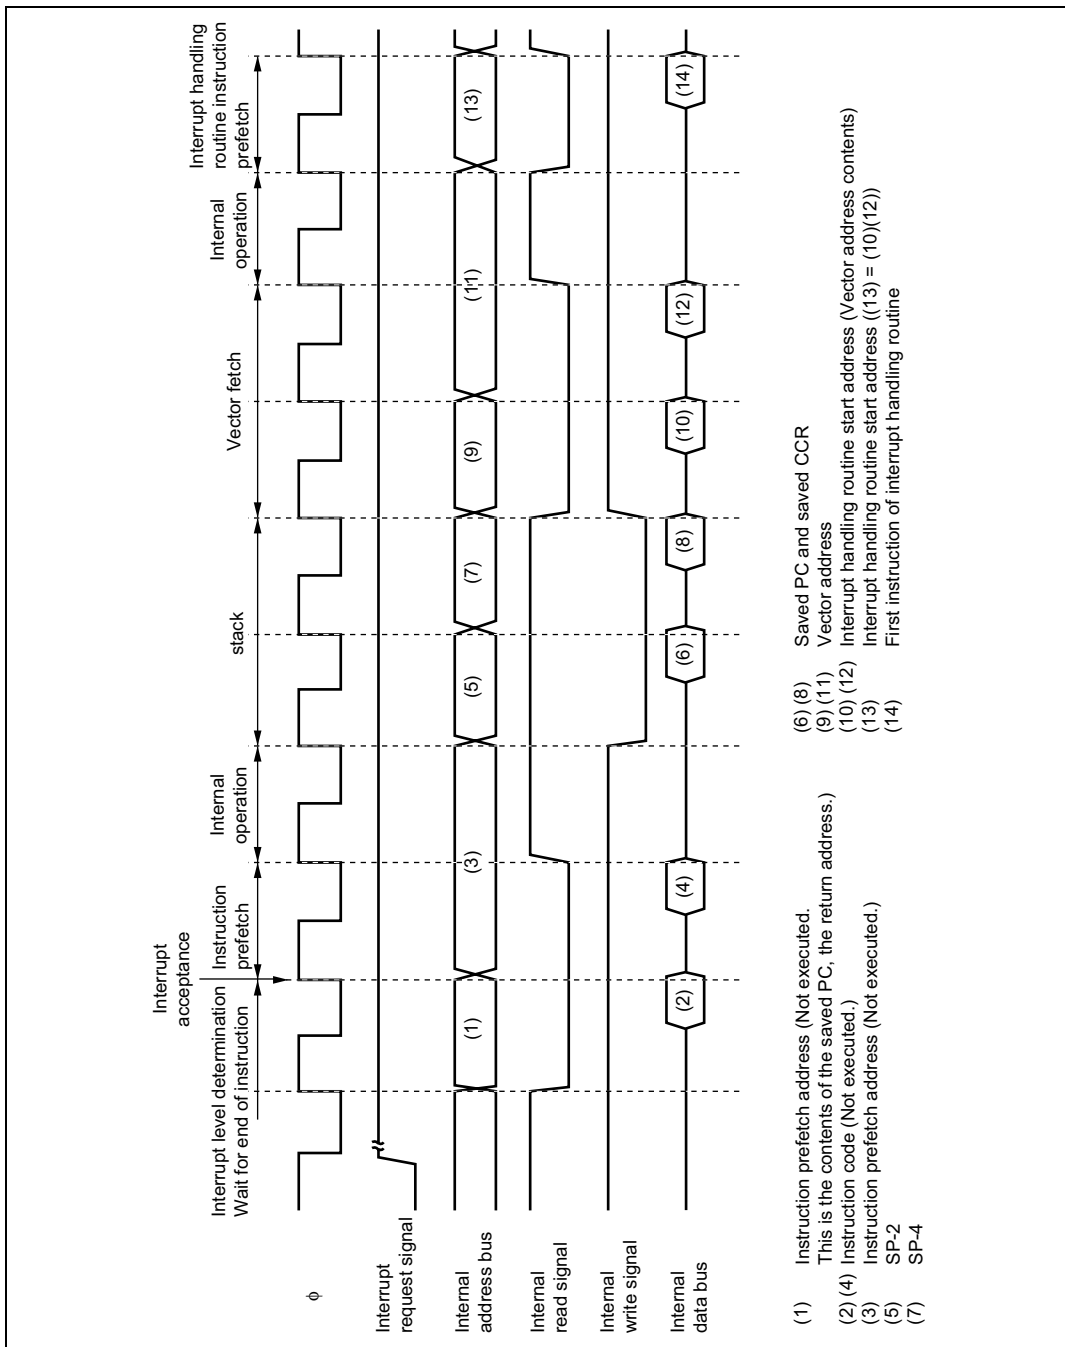 Interrupt
acceptance
Interrupt level determination
Wait for end of instruction
Instruction
prefetch
Internal
operation
stack
Vector fetch
Internal
operation
Interrupt handling
routine instruction
prefetch
ϕ
Interrupt
request signal
Internal
address bus
(1)
(3)
(5)
(7)
(9)
(11)
(13)
Internal
read signal
Internal
write signal
Internal
data bus
(2)
(4)
(6)
(8)
(10)
(12)
(14)
(1) Instruction prefetch address (Not executed.
This is the contents of the saved PC, the return address.)
(2) (4) Instruction code (Not executed.)
(3) Instruction prefetch address (Not executed.)
(5) SP-2
(7) SP-4
(6) (8) Saved PC and saved CCR
(9) (11) Vector address
(10) (12) Interrupt handling routine start address (Vector address contents)
(13) Interrupt handling routine start address ((13) = (10)(12))
(14) First instruction of interrupt handling routine